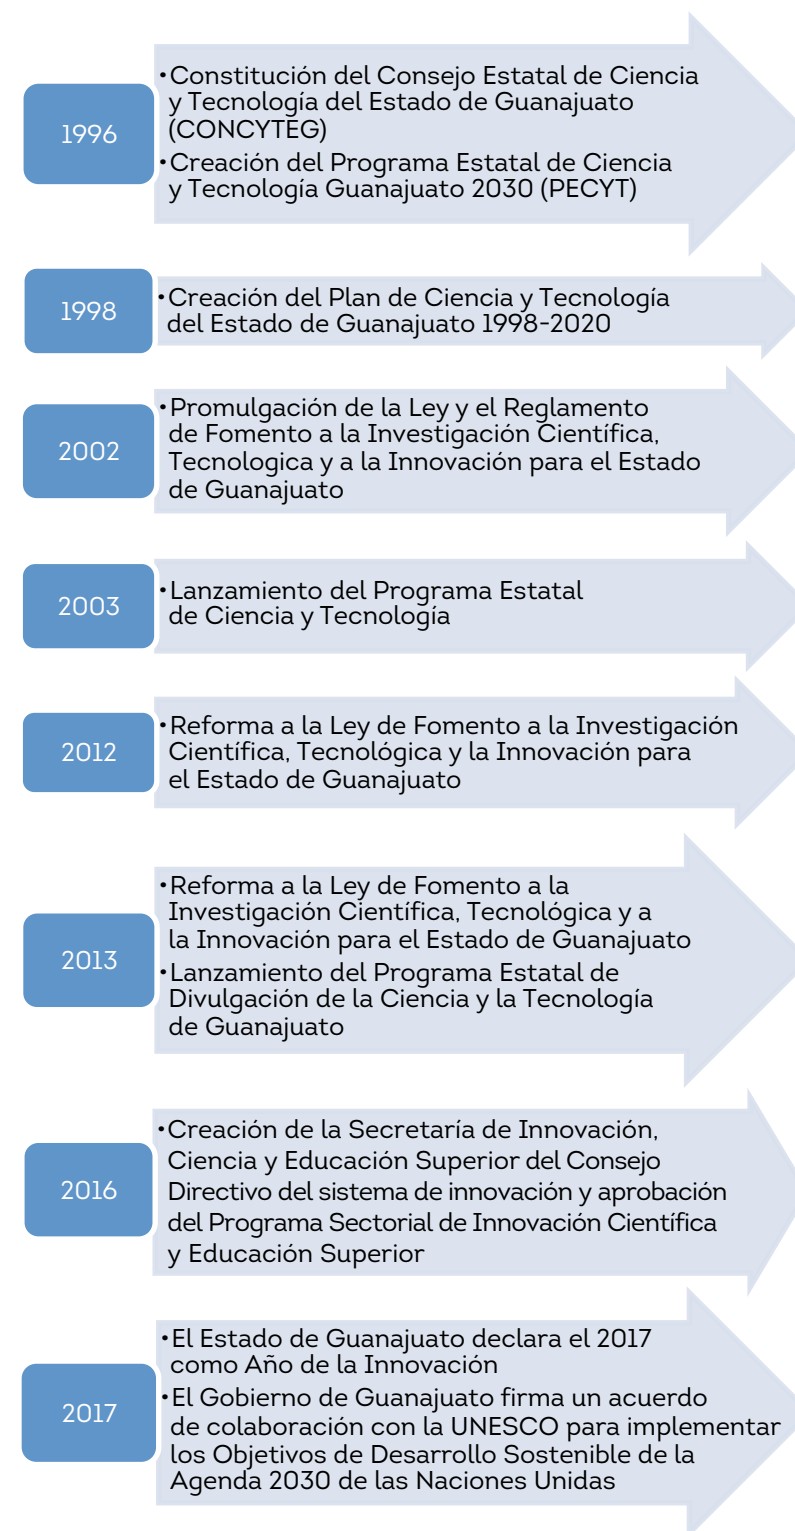 1996
•Constitución del Consejo Estatal de Ciencia
y Tecnología del Estado de Guanajuato
(CONCYTEG)
•Creación del Programa Estatal de Ciencia
y Tecnología Guanajuato 2030 (PECYT)
1998
•Creación del Plan de Ciencia y Tecnología
del Estado de Guanajuato 1998-2020
2002
•Promulgación de la Ley y el Reglamento
de Fomento a la Investigación Científica,
Tecnologica y a la Innovación para el Estado
de Guanajuato
2003
•Lanzamiento del Programa Estatal
de Ciencia y Tecnología
2012
•Reforma a la Ley de Fomento a la Investigación
Científica, Tecnológica y la Innovación para
el Estado de Guanajuato
2013
•Reforma a la Ley de Fomento a la
Investigación Científica, Tecnológica y a
la Innovación para el Estado de Guanajuato
•Lanzamiento del Programa Estatal de
Divulgación de la Ciencia y la Tecnología
de Guanajuato
2016
•Creación de la Secretaría de Innovación,
Ciencia y Educación Superior del Consejo
Directivo del sistema de innovación y aprobación
del Programa Sectorial de Innovación Científica
y Educación Superior
2017
•El Estado de Guanajuato declara el 2017
como Año de la Innovación
•El Gobierno de Guanajuato firma un acuerdo
de colaboración con la UNESCO para implementar
los Objetivos de Desarrollo Sostenible de la
Agenda 2030 de las Naciones Unidas